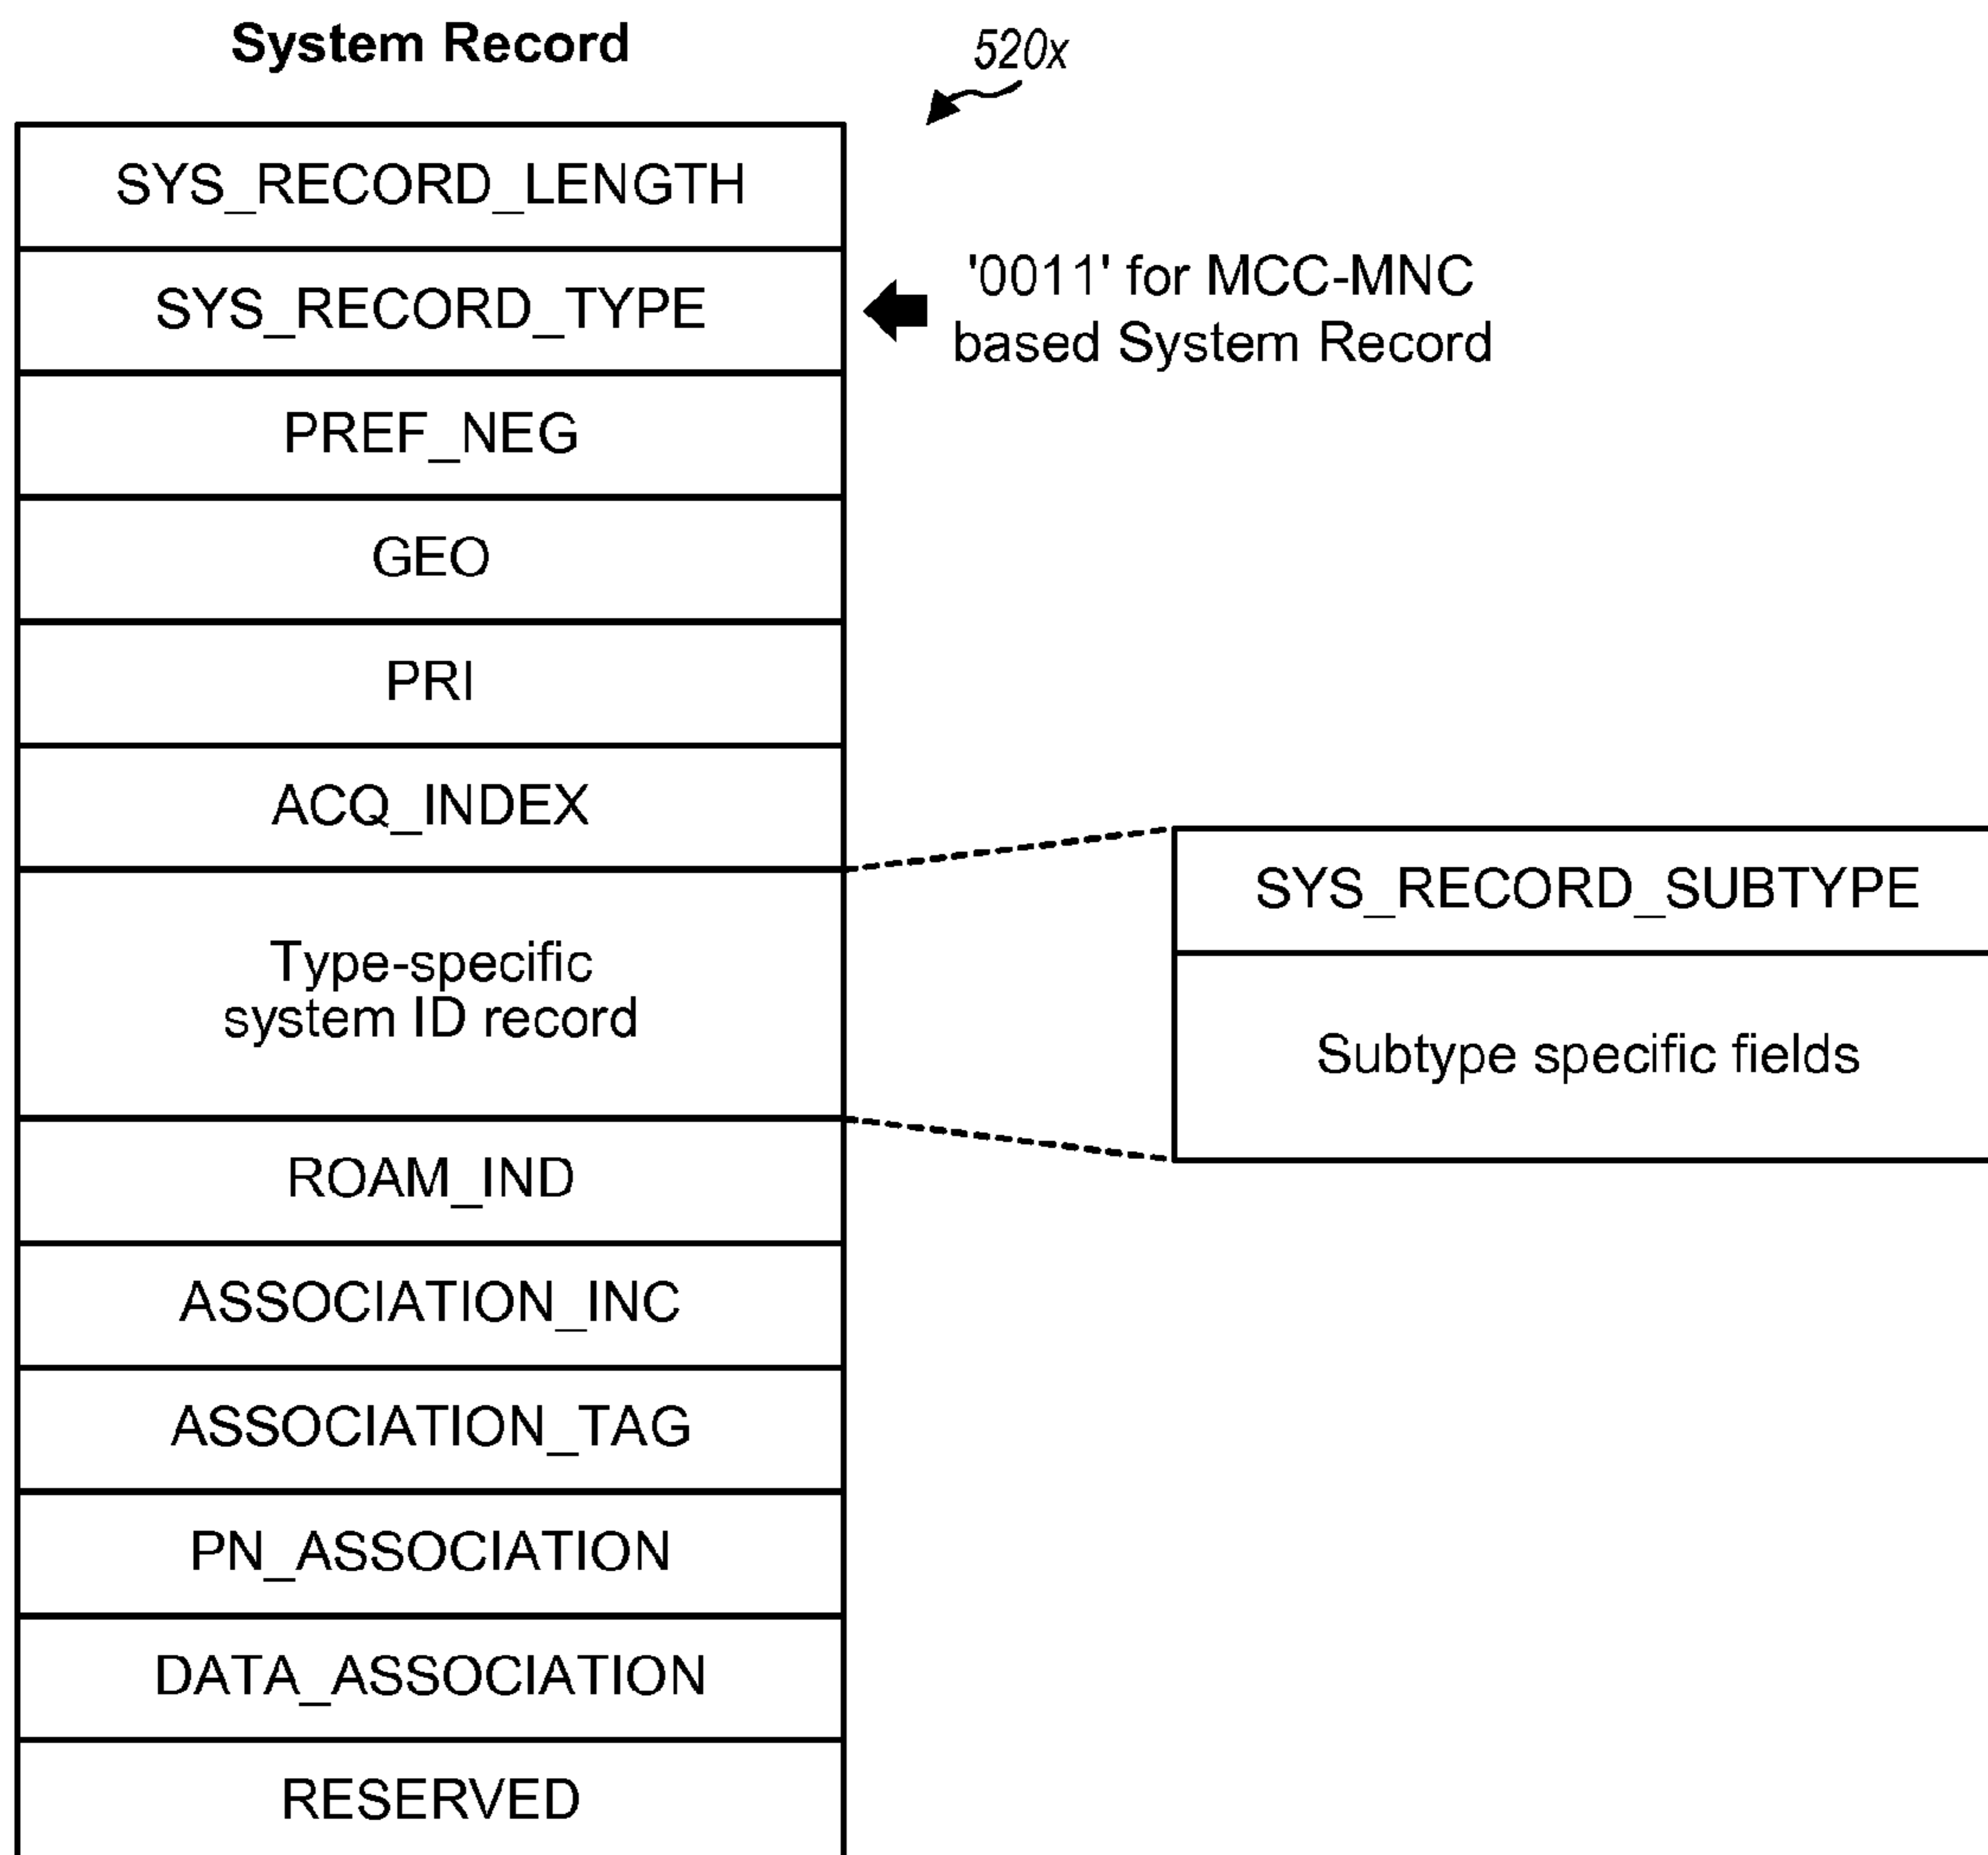 System Record
520x
SYS_RECORD_LENGTH
SYS_RECORD_TYPE
'0011' for MCC-MNC
based System Record
PREF_NEG
GEO
PRI
ACQ_INDEX
Type-specific
system ID record
SYS_RECORD_SUBTYPE
Subtype specific fields
ROAM_IND
ASSOCIATION_INC
ASSOCIATION_TAG
PN_ASSOCIATION
DATA_ASSOCIATION
RESERVED